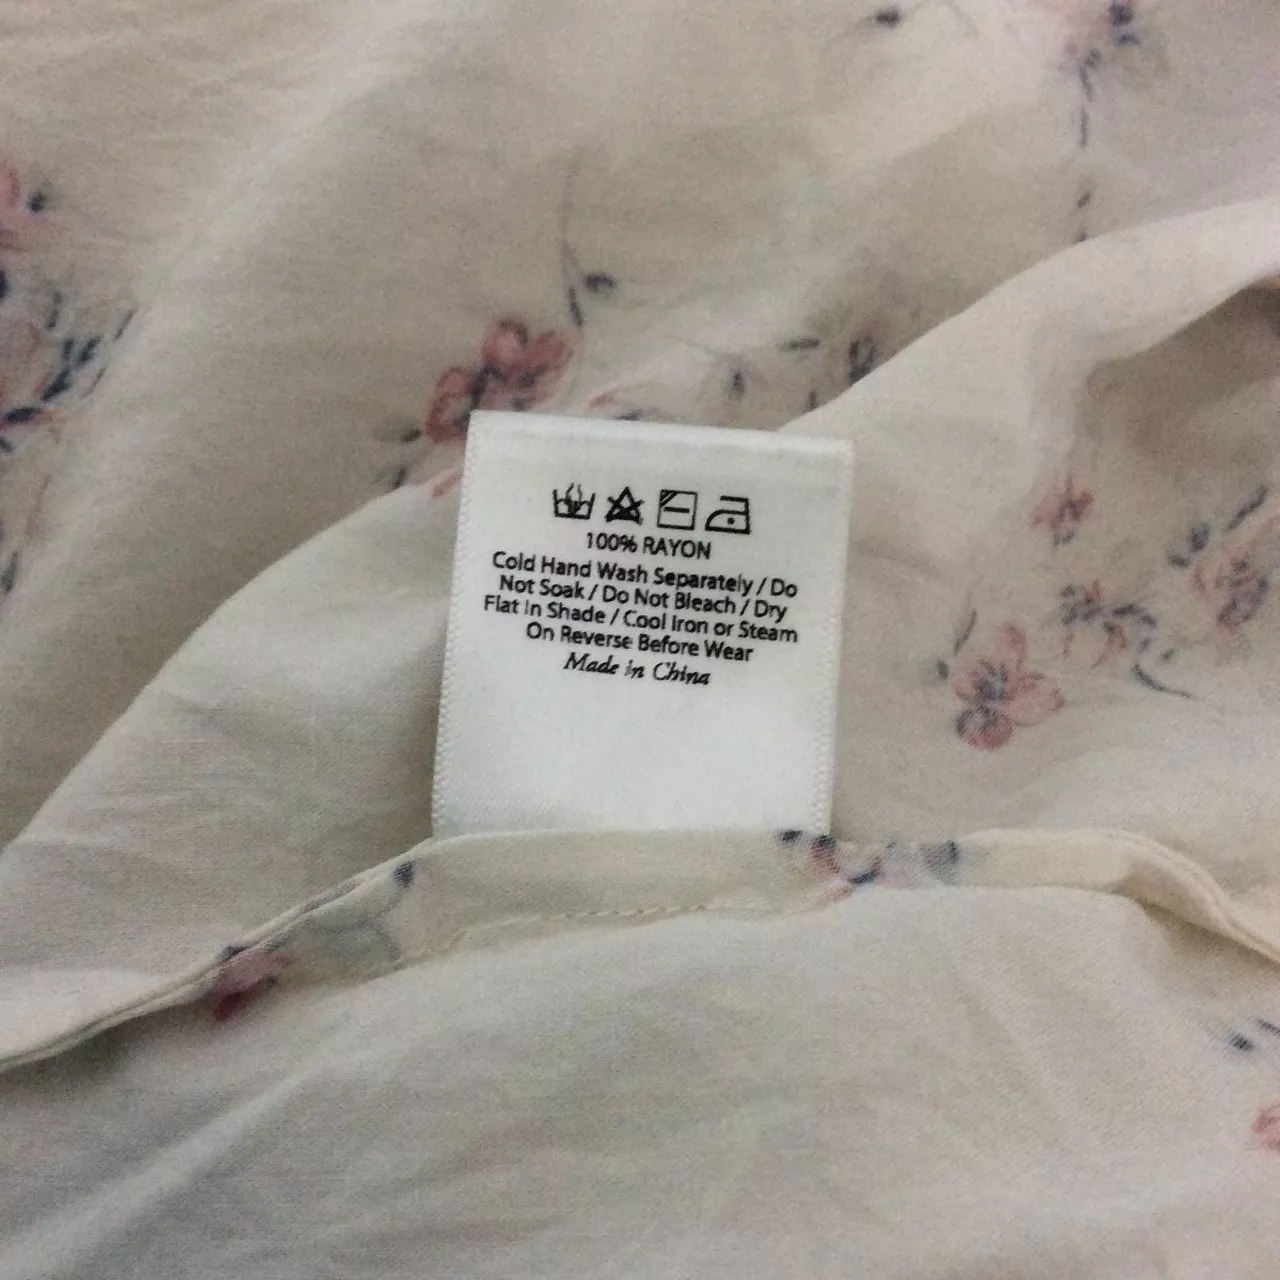 100% RAYON
Cold Hand Wash Separately / Do
Not Soak / Do Not Bleach / Dry
Flat In Shade / Cool Iron or Steam
On Reverse Before Wear
Made in China